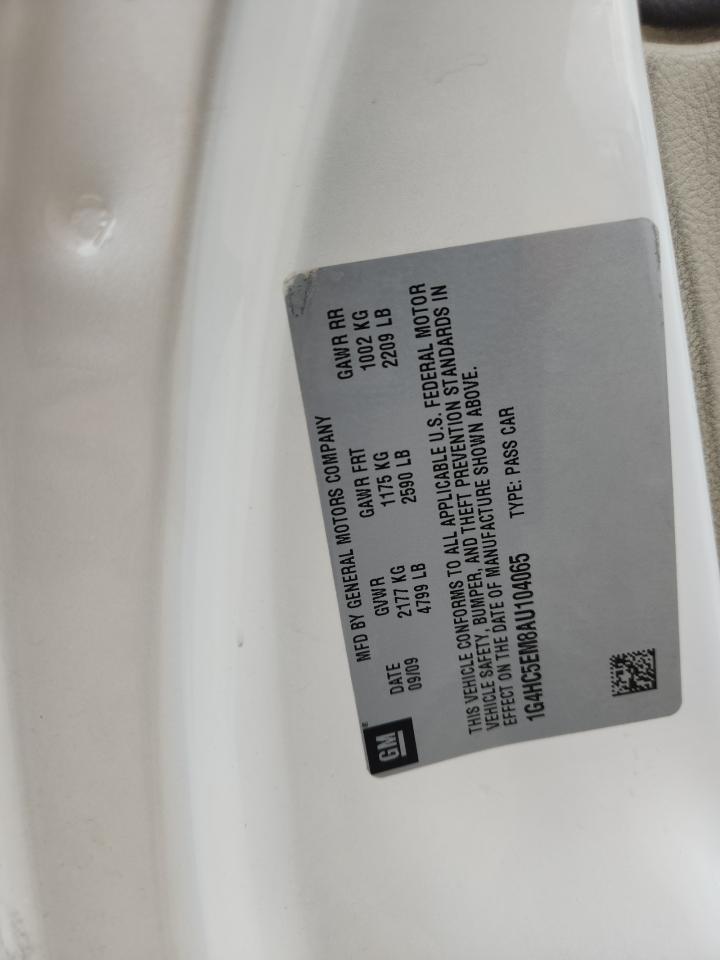 GM®
MFD BY GENERAL MOTORS COMPANY
DATE GVWR GAWR FRT GAWR RR
09/09 2177 KG 1175 KG 1002 KG
4799 LB 2590 LB 2209 LB
THIS VEHICLE CONFORMS TO ALL APPLICABLE U.S. FEDERAL MOTOR
VEHICLE SAFETY, BUMPER, AND THEFT PREVENTION STANDARDS IN
EFFECT ON THE DATE OF MANUFACTURE SHOWN ABOVE.
1G4HC5EM8AU104065 TYPE: PASS CAR